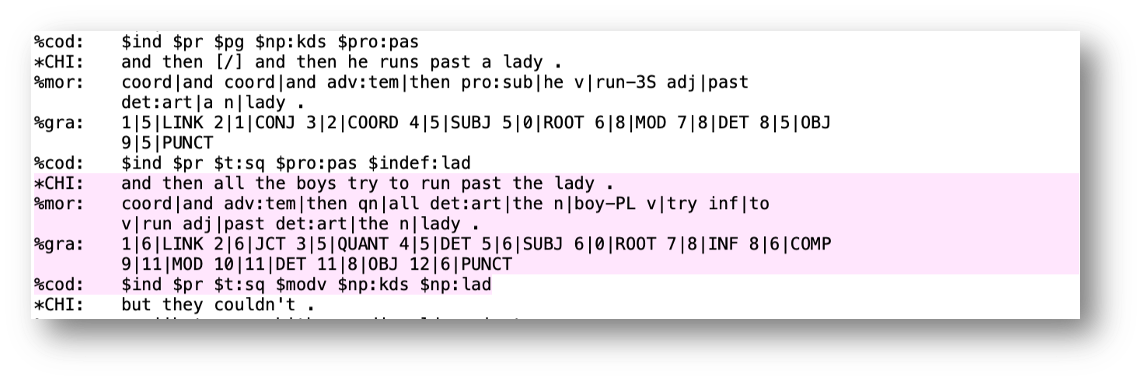 %cod: $ind $pr $pg $np:kds $pro:pas
*CHI: and then [/] and then he runs past a lady .
%mor: coord|and coord|and adv:tem|then pro:sub|he v|run-3S adj|past
det:art|a n|lady .
%gra: 1|5|LINK 2|1|CONJ 3|2|COORD 4|5|SUBJ 5|0|ROOT 6|8|MOD 7|8|DET 8|5|OBJ
9|5|PUNCT
%cod: $ind $pr $t:sq $pro:pas $indef:lad
*CHI: and then all the boys try to run past the lady .
%mor: coord|and adv:tem|then qn|all det:art|the n|boy-PL v|try inf|to
v|run adj|past det:art|the n|lady .
%gra: 1|6|LINK 2|6|JCT 3|5|QUANT 4|5|DET 5|6|SUBJ 6|0|ROOT 7|8|INF 8|6|COMP
9|11|MOD 10|11|DET 11|8|OBJ 12|6|PUNCT
%cod: $ind $pr $t:sq $modv $np:kds $np:lad
*CHI: but they couldn't .